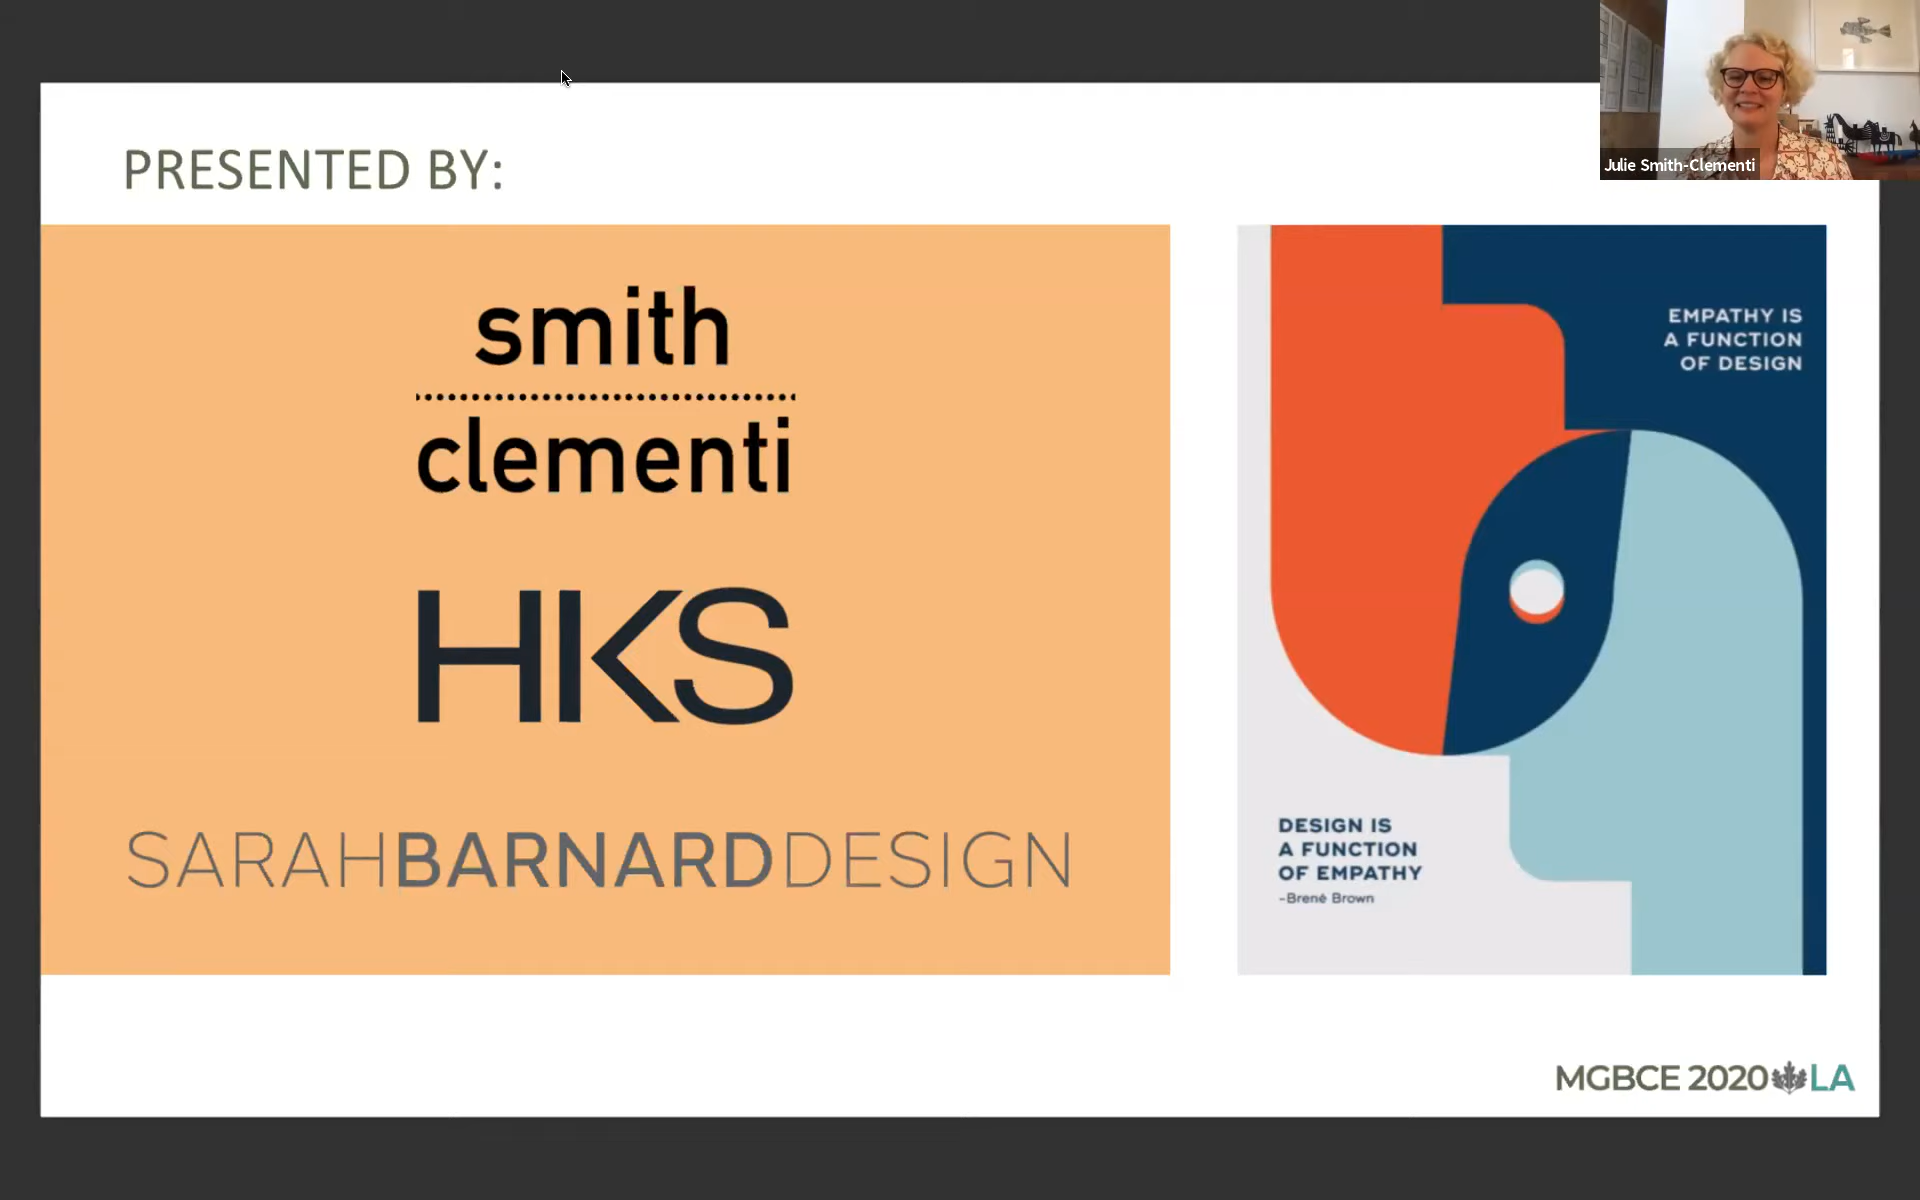 PRESENTED BY:
Julie Smith-Clementi
smith
clementi
HKS
SARAHBARNARDDESIGN
EMPATHY IS
A FUNCTION
OF DESIGN
DESIGN IS
A FUNCTION
OF EMPATHY
–Brené Brown
MGBCE 2020 LA